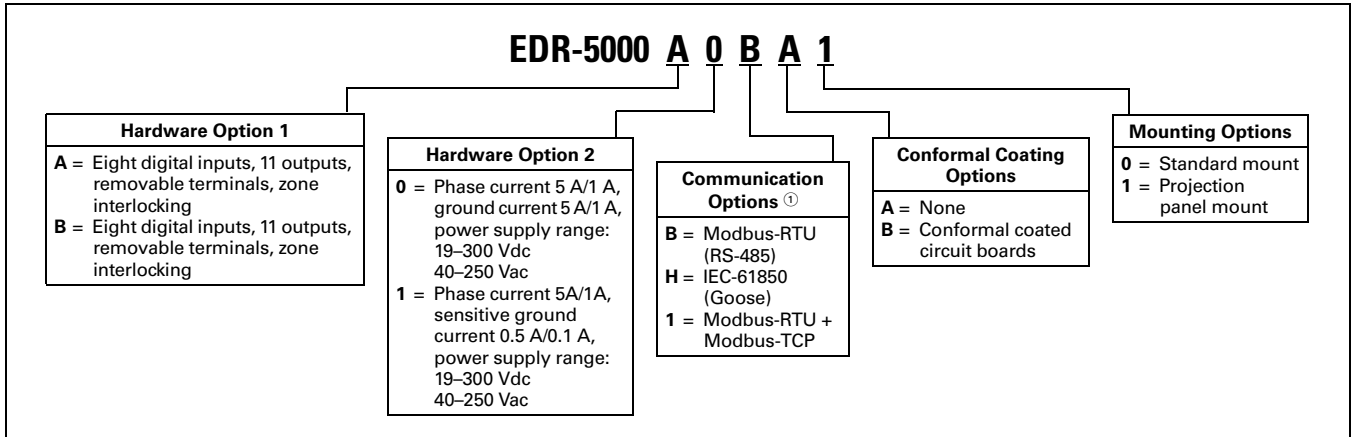 EDR-5000 A 0 B A 1
Hardware Option 1
A = Eight digital inputs, 11 outputs,
removable terminals, zone
interlocking
B = Eight digital inputs, 11 outputs,
removable terminals, zone
interlocking
Hardware Option 2
0 = Phase current 5 A/1 A,
ground current 5 A/1 A,
power supply range:
19–300 Vdc
40–250 Vac
1 = Phase current 5A/1A,
sensitive ground
current 0.5 A/0.1 A,
power supply range:
19–300 Vdc
40–250 Vac
Communication
Options ①
B = Modbus-RTU
(RS-485)
H = IEC-61850
(Goose)
1 = Modbus-RTU +
Modbus-TCP
Conformal Coating
Options
A = None
B = Conformal coated
circuit boards
Mounting Options
0 = Standard mount
1 = Projection
panel mount